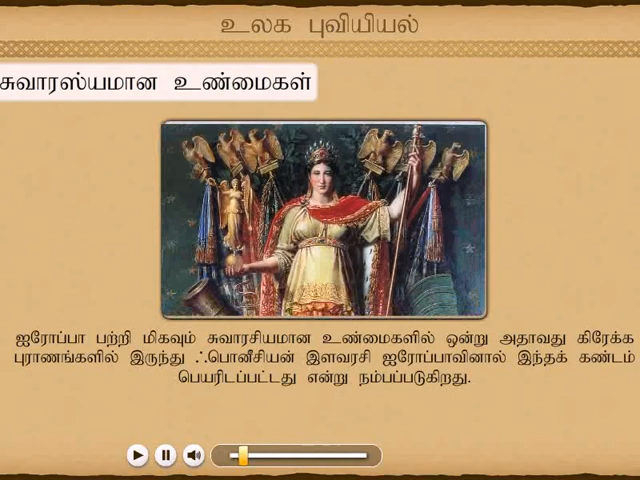 உலக புவியியல்
சுவாரஸ்யமான உண்மைகள்
ஐரோப்பா பற்றி மிகவும் சுவாரசியமான உண்மைகளில் ஒன்று அதாவது கிரேக்க
புராணங்களில் இருந்து ஃபொனீசியன் இளவரசி ஐரோப்பாவினால் இந்தக் கண்டம்
பெயரிடப்பட்டது என்று நம்பப்படுகிறது.